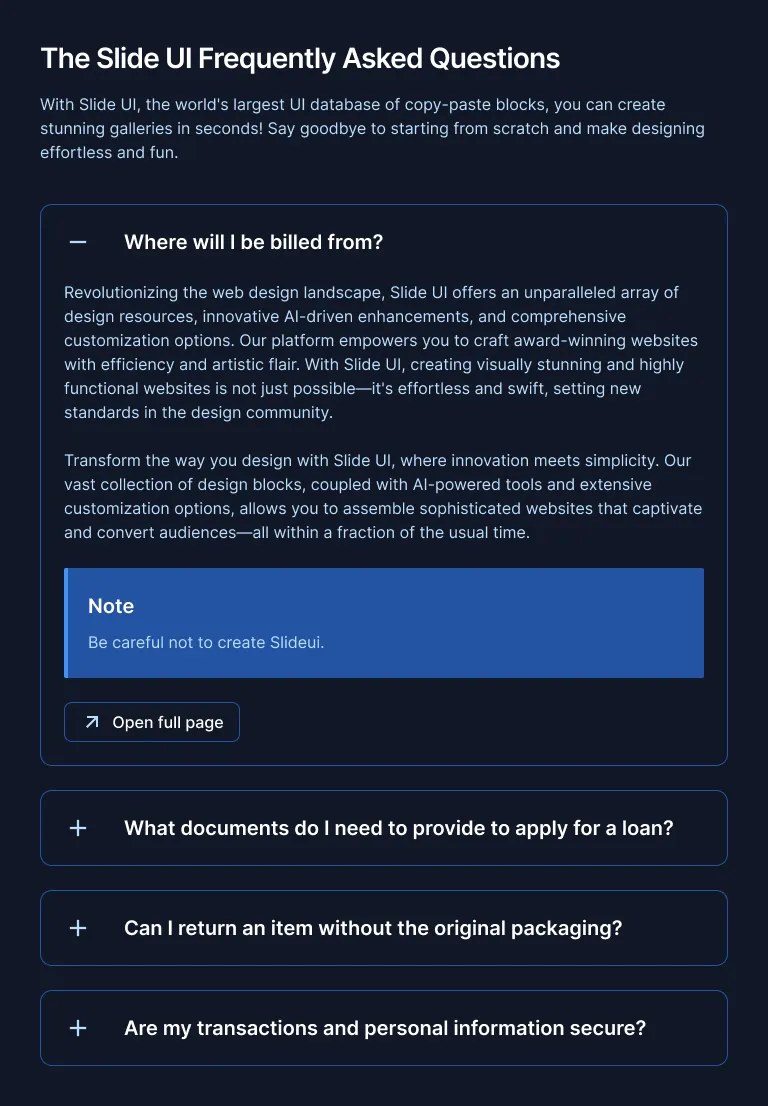 The Slide UI Frequently Asked Questions
With Slide UI, the world's largest UI database of copy-paste blocks, you can create
stunning galleries in seconds! Say goodbye to starting from scratch and make designing
effortless and fun.
Where will I be billed from?
Revolutionizing the web design landscape, Slide UI offers an unparalleled array of
design resources, innovative AI-driven enhancements, and comprehensive
customization options. Our platform empowers you to craft award-winning websites
with efficiency and artistic flair. With Slide UI, creating visually stunning and highly
functional websites is not just possible—it's effortless and swift, setting new
standards in the design community.
Transform the way you design with Slide UI, where innovation meets simplicity. Our
vast collection of design blocks, coupled with AI-powered tools and extensive
customization options, allows you to assemble sophisticated websites that captivate
and convert audiences—all within a fraction of the usual time.
Note
Be careful not to create Slideui.
Open full page
What documents do I need to provide to apply for a loan?
Can I return an item without the original packaging?
Are my transactions and personal information secure?